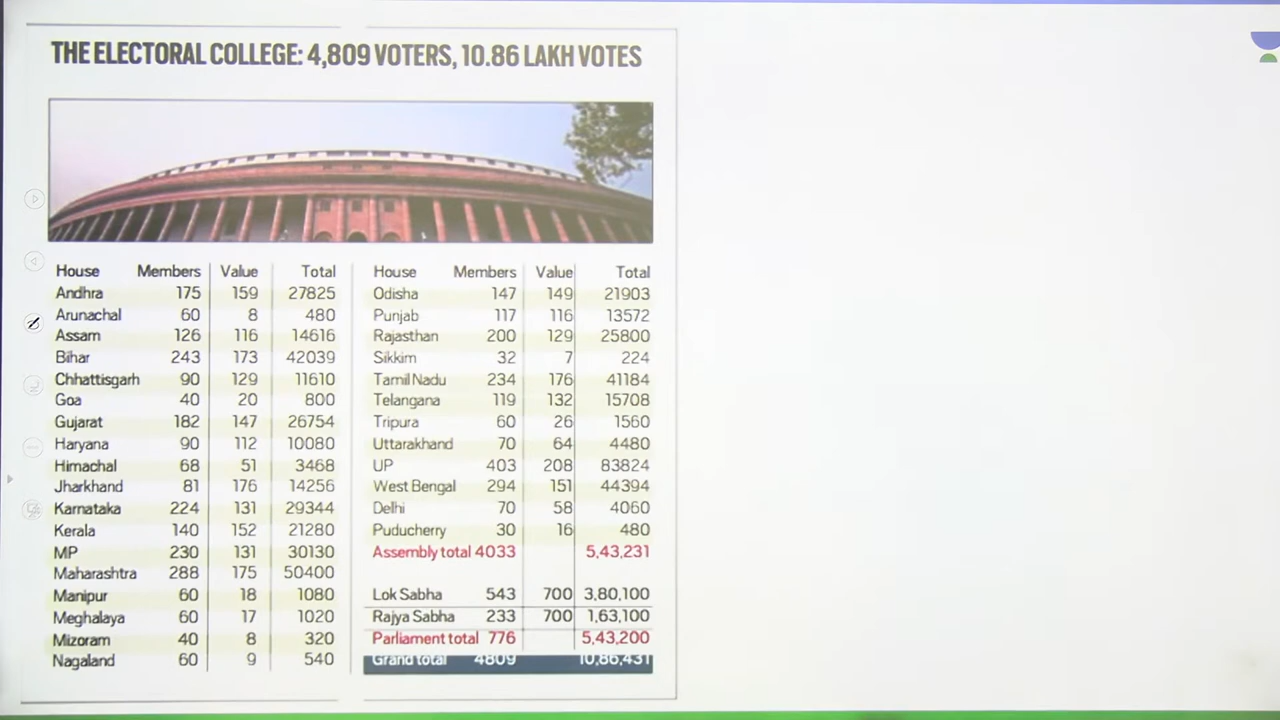 THE ELECTORAL COLLEGE: 4,809 VOTERS, 10.86 LAKH VOTES
House Members Value Total
Andhra 175 159 27825
Arunachal 60 8 480
Assam 126 116 14616
Bihar 243 173 42039
Chhattisgarh 90 129 11610
Goa 40 20 800
Gujarat 182 147 26754
Haryana 90 112 10080
Himachal 68 51 3468
Jharkhand 81 176 14256
Karnataka 224 131 29344
Kerala 140 152 21280
MP 230 131 30130
Maharashtra 288 175 50400
Manipur 60 18 1080
Meghalaya 60 17 1020
Mizoram 40 8 320
Nagaland 60 9 540
House Members Value Total
Odisha 147 149 21903
Punjab 117 116 13572
Rajasthan 200 129 25800
Sikkim 32 7 224
Tamil Nadu 234 176 41184
Telangana 119 132 15708
Tripura 60 26 1560
Uttarakhand 70 64 4480
UP 403 208 83824
West Bengal 294 151 44394
Delhi 70 58 4060
Puducherry 30 16 480
Assembly total 4033 5,43,231
Lok Sabha 543 700 3,80,100
Rajya Sabha 233 700 1,63,100
Parliament total 776 5,43,200
Grand total 4809 10,86,431